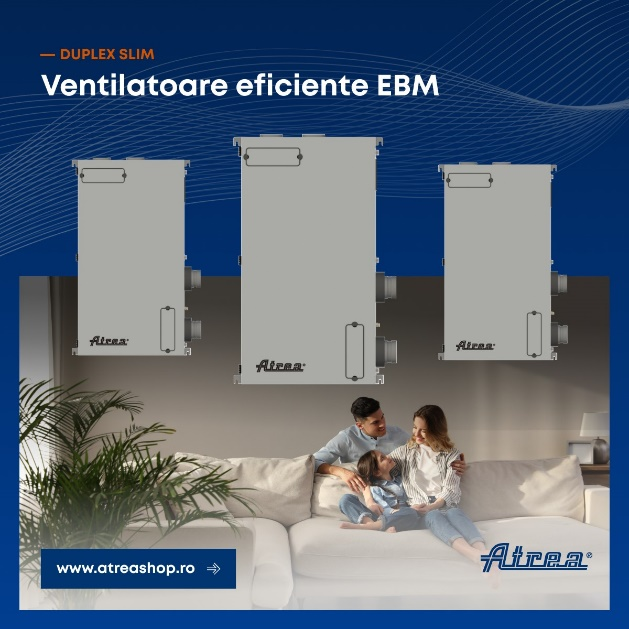 — DUPLEX SLIM
Ventilatoare eficiente EBM
Atrea®
Atrea®
Atrea®
www.atreashop.ro →
Atrea®